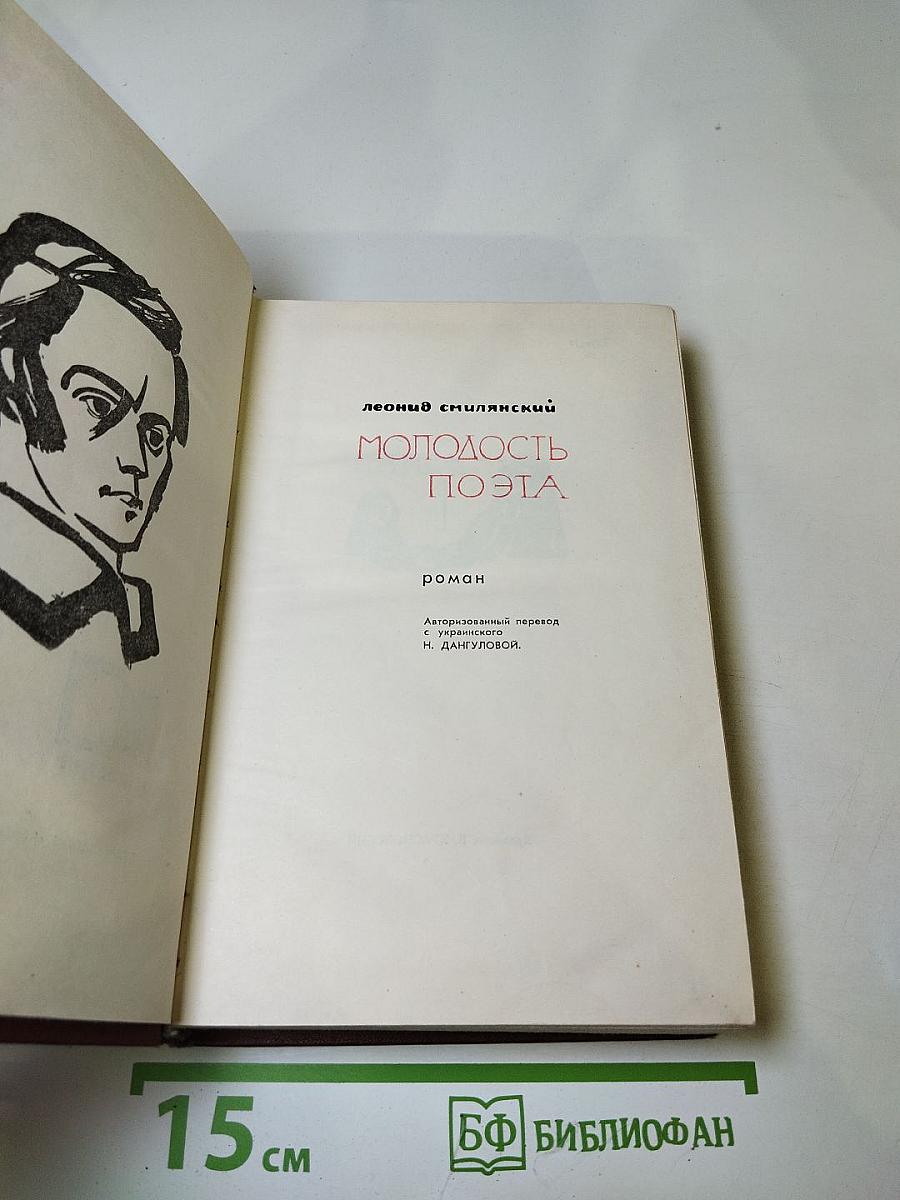 леонид смилянский
МОЛОДОСТЬ
ПОЭТА
роман
Авторизованный перевод
с украинского
Н. ДАНГУЛОВОЙ.
15 см
БФ БИБЛИОФАН